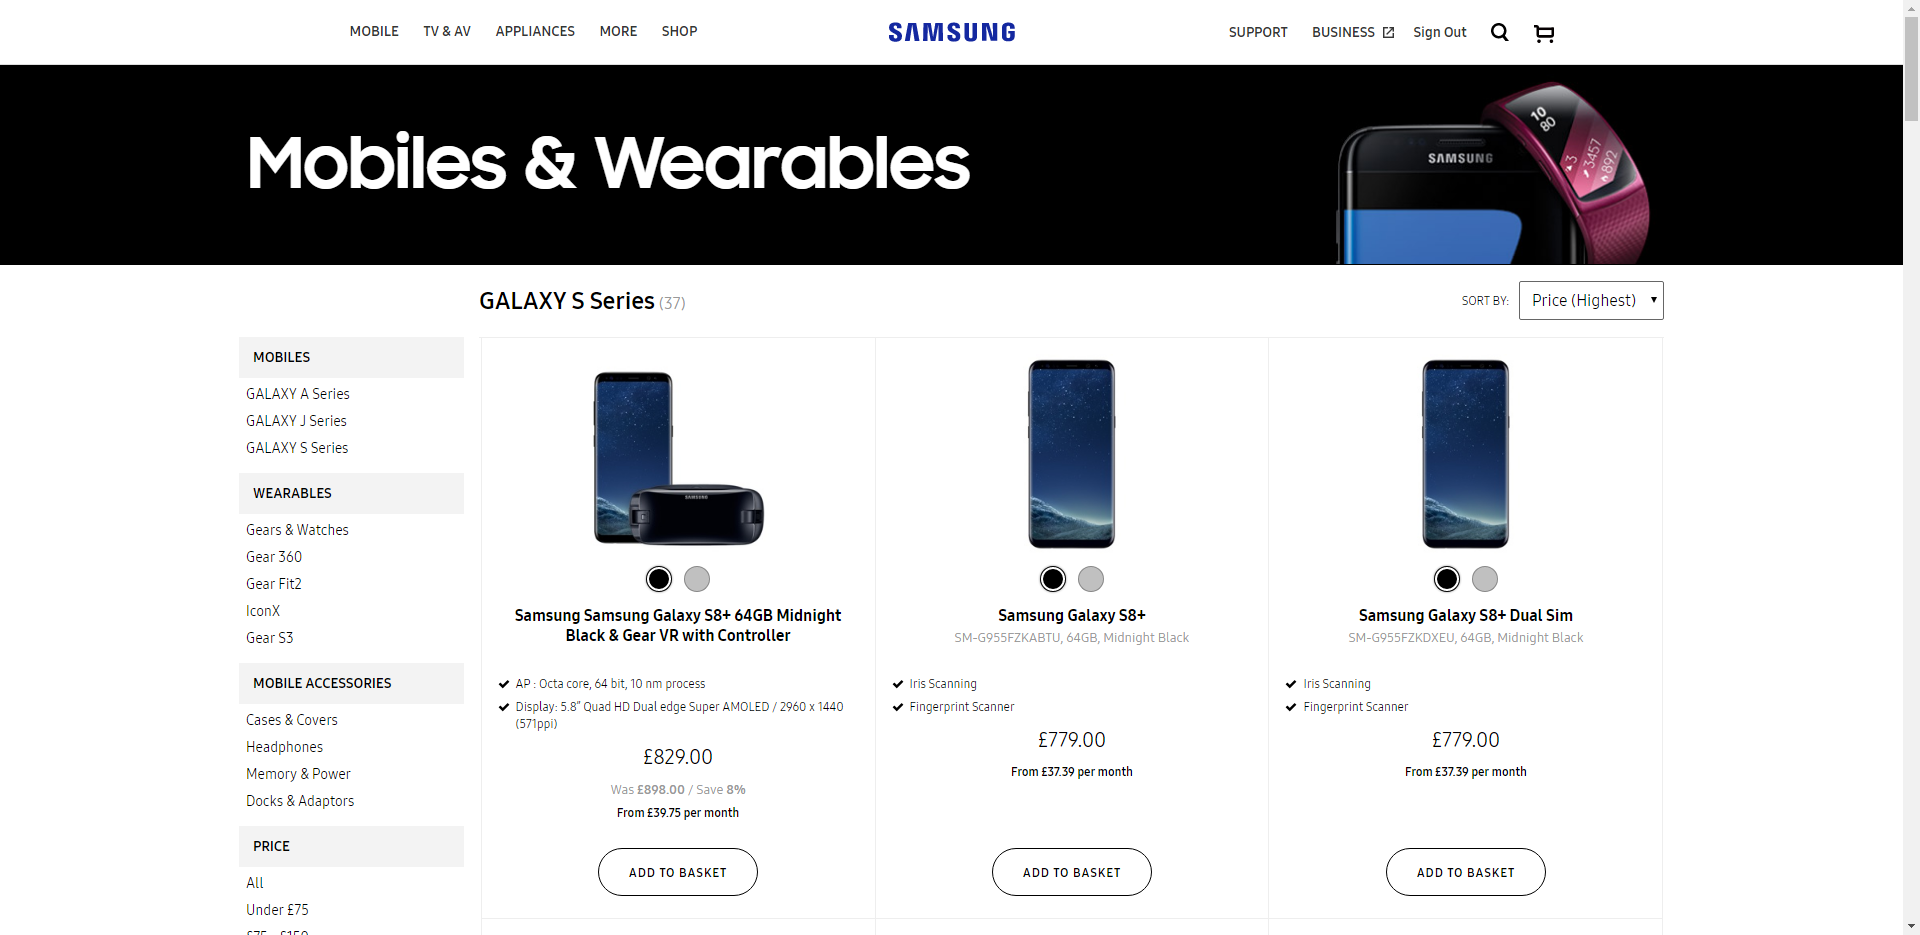 MOBILE TV & AV APPLIANCES MORE SHOP SAMSUNG SUPPORT BUSINESS Sign Out
Mobiles & Wearables
SAMSUNG
10
80
3
3457
892
GALAXY S Series (37)
SORT BY: Price (Highest)
MOBILES
GALAXY A Series
GALAXY J Series
GALAXY S Series
WEARABLES
Gears & Watches
Gear 360
Gear Fit2
IconX
Gear S3
MOBILE ACCESSORIES
Cases & Covers
Headphones
Memory & Power
Docks & Adaptors
PRICE
All
Under £75
£75 - £150
SAMSUNG
Samsung Samsung Galaxy S8+ 64GB Midnight
Black & Gear VR with Controller
AP : Octa core, 64 bit, 10 nm process
Display: 5.8” Quad HD Dual edge Super AMOLED / 2960 x 1440
(571ppi)
£829.00
Was £898.00 / Save 8%
From £39.75 per month
ADD TO BASKET
Samsung Galaxy S8+
SM-G955FZKABTU, 64GB, Midnight Black
Iris Scanning
Fingerprint Scanner
£779.00
From £37.39 per month
ADD TO BASKET
Samsung Galaxy S8+ Dual Sim
SM-G955FZKDXEU, 64GB, Midnight Black
Iris Scanning
Fingerprint Scanner
£779.00
From £37.39 per month
ADD TO BASKET